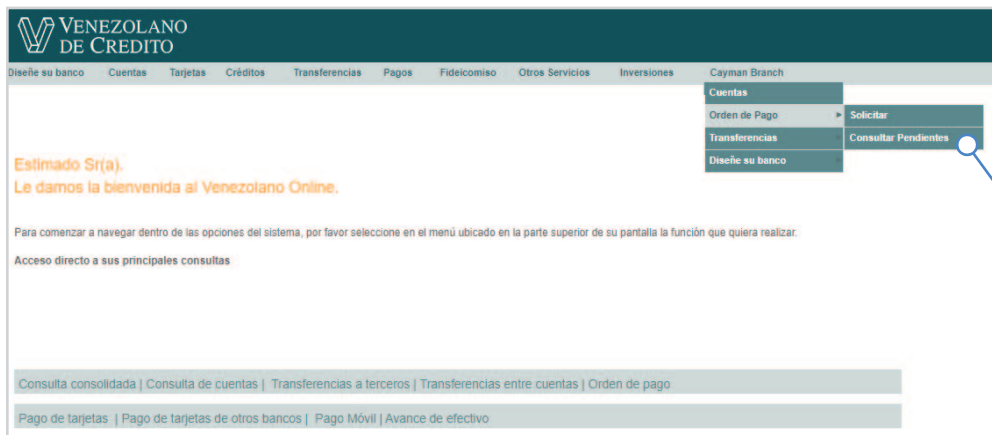 VENEZOLANO
DE CREDITO
Diseñe su banco Cuentas Tarjetas Créditos Transferencias Pagos Fideicomiso Otros Servicios Inversiones Cayman Branch
Cuentas
Orden de Pago Solicitar
Transferencias Consultar Pendientes
Diseñe su banco
Estimado Sr(a).
Le damos la bienvenida al Venezolano Online.
Para comenzar a navegar dentro de las opciones del sistema, por favor seleccione en el menú ubicado en la parte superior de su pantalla la función que quiera realizar.
Acceso directo a sus principales consultas
Consulta consolidada | Consulta de cuentas | Transferencias a terceros | Transferencias entre cuentas | Orden de pago
Pago de tarjetas | Pago de tarjetas de otros bancos | Pago Móvil | Avance de efectivo